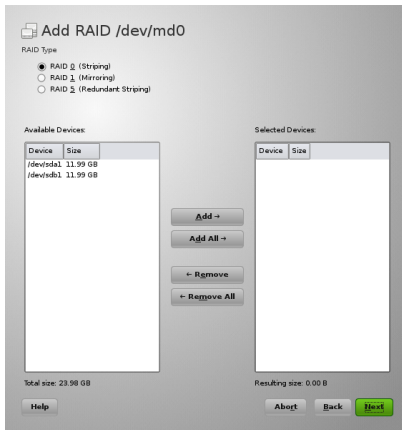 Add RAID /dev/md0
RAID Type
RAID 0 (Striping)
RAID 1 (Mirroring)
RAID 5 (Redundant Striping)
Available Devices:
Device Size
/dev/sda1 11.99 GB
/dev/sdb1 11.99 GB
Total size: 23.98 GB
Add →
Add All →
← Remove
← Remove All
Selected Devices:
Device Size
Resulting size: 0.00 B
Help
Abort
Back
Next